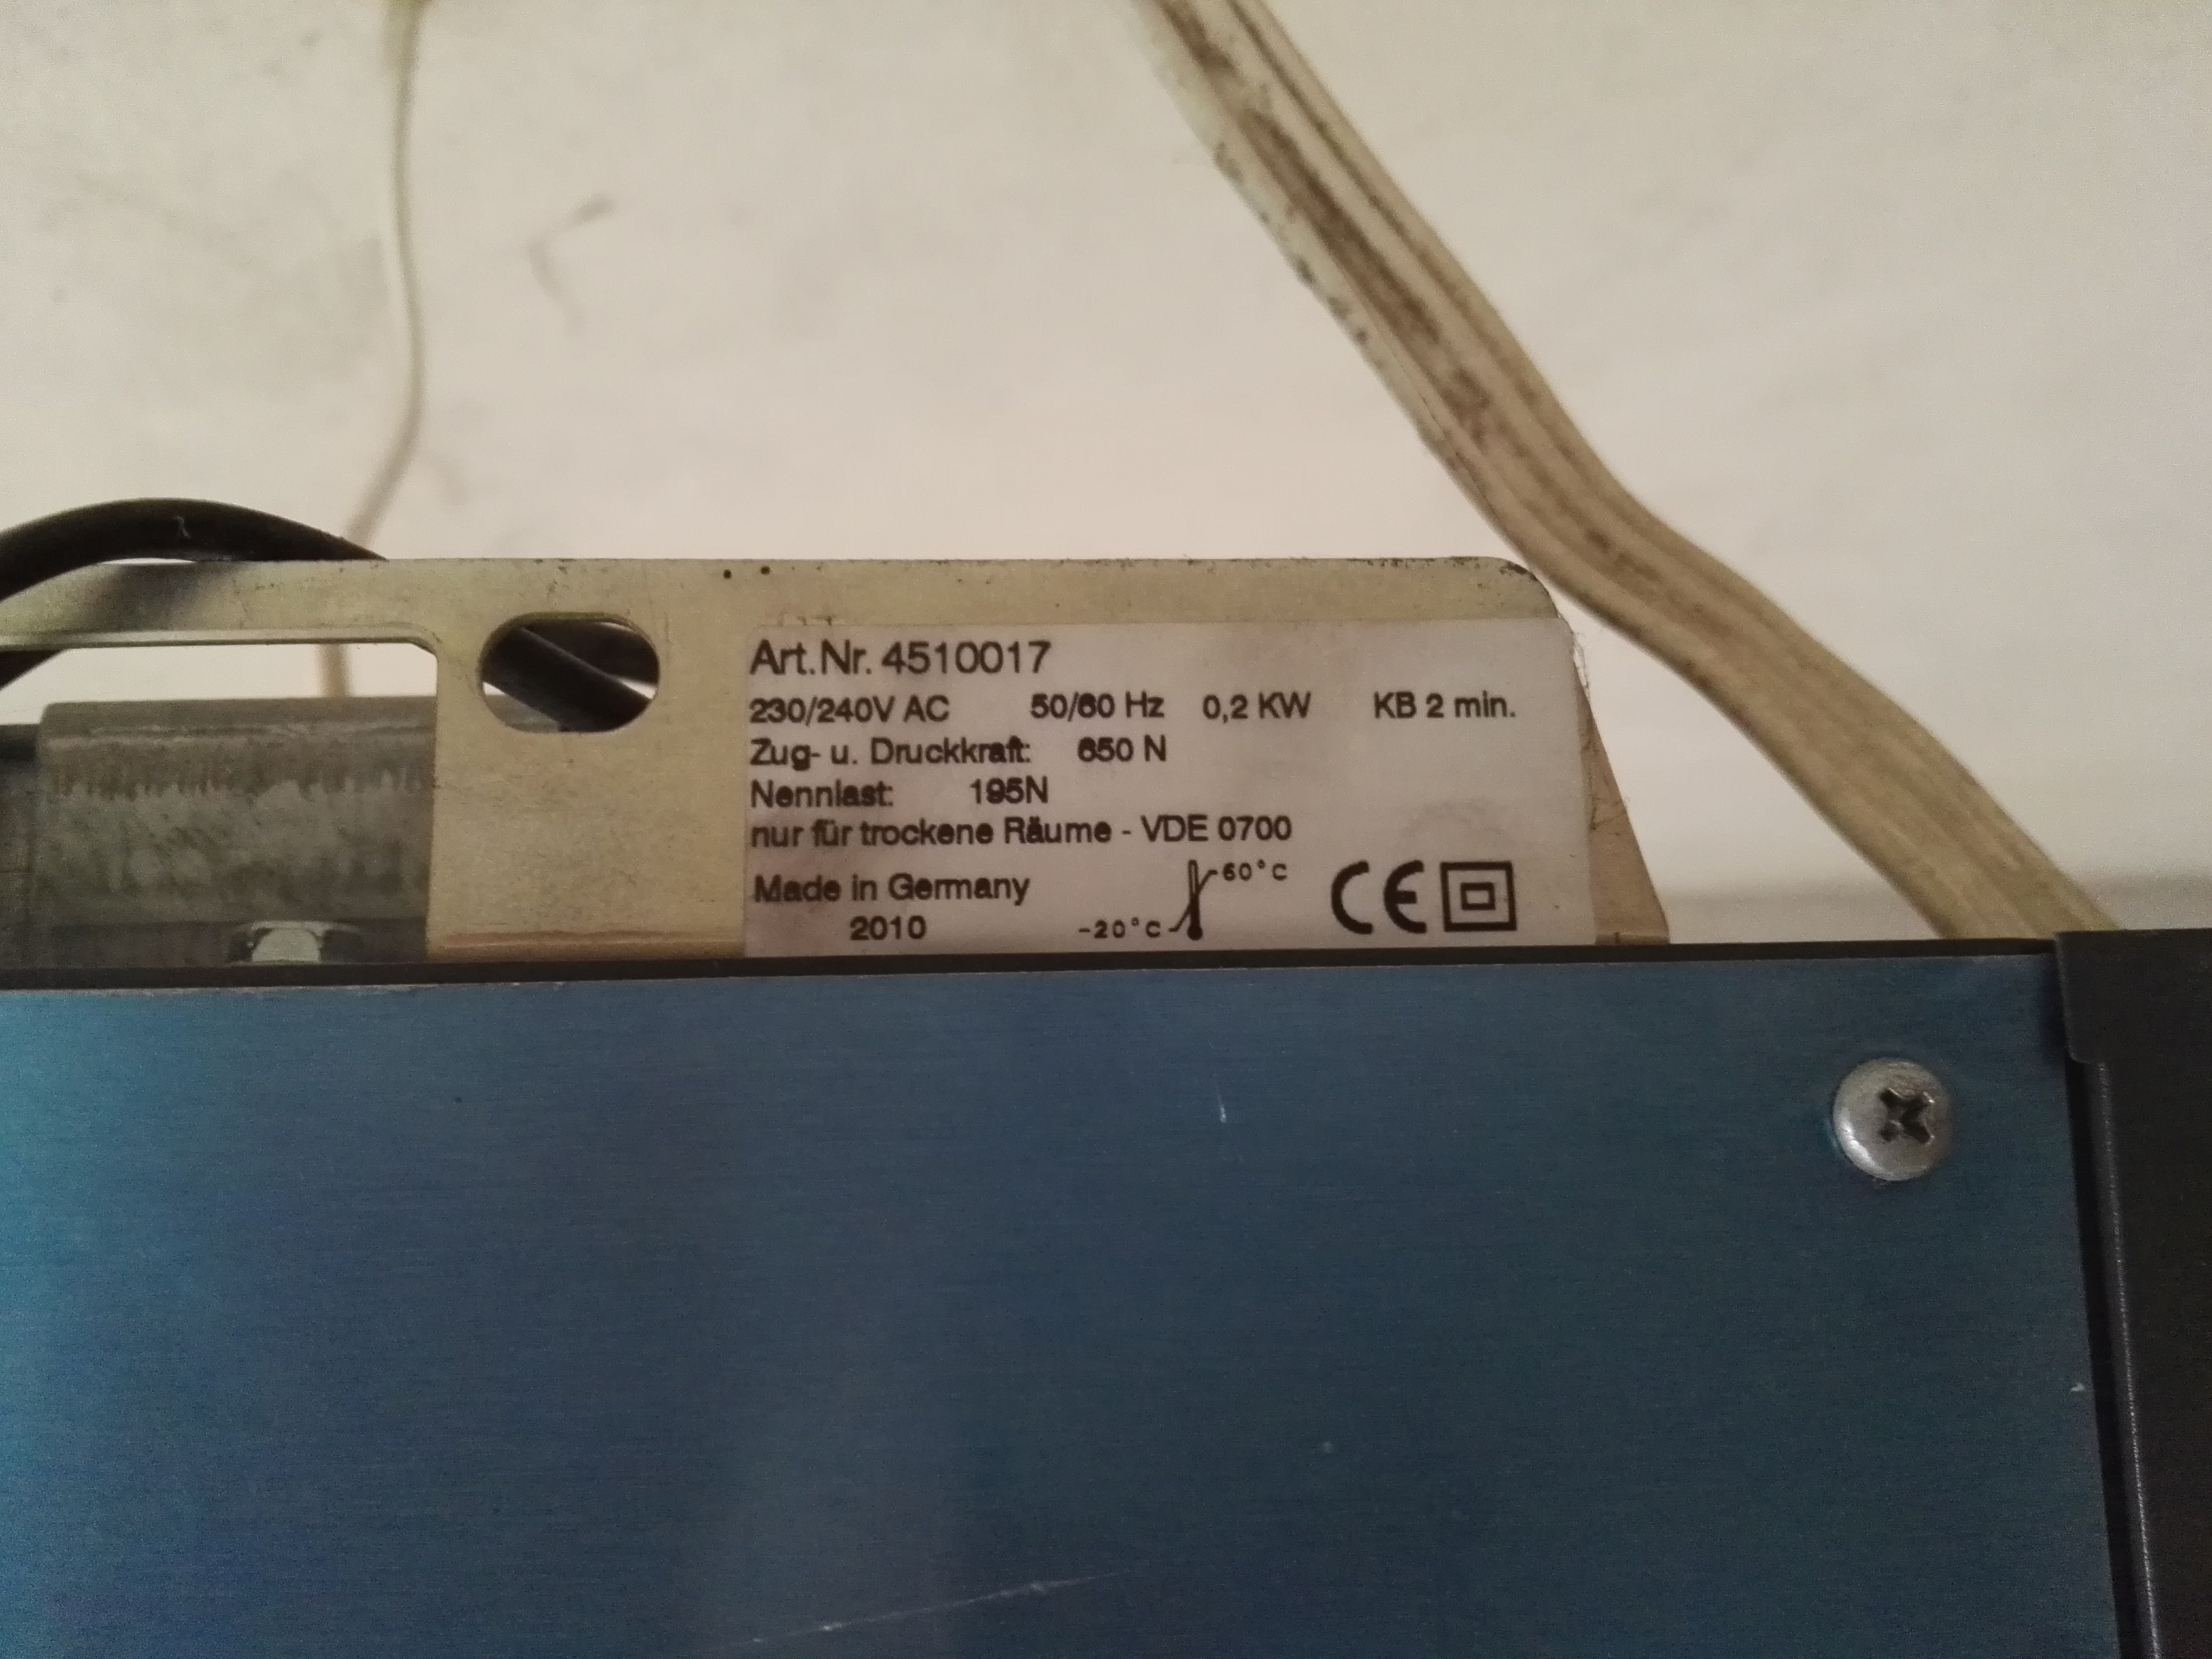 Art.Nr. 4510017
230/240V AC 50/60 Hz 0,2 KW KB 2 min.
Zug- u. Druckkraft: 650 N
Nennlast: 195N
nur für trockene Räume - VDE 0700
Made in Germany
2010
-20°C
60°C
CE